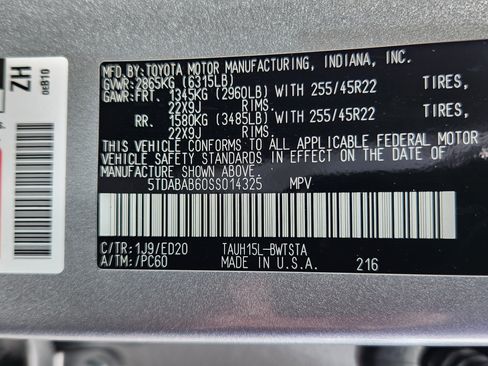 MFD. BY: TOYOTA MOTOR MANUFACTURING, INDIANA, INC.
GVWR: 2865KG (6315LB)
GAWR: FRT. 1345KG (2960LB) WITH 255/45R22 TIRES,
22X9J RIMS.
RR. 1580KG (3485LB) WITH 255/45R22 TIRES,
22X9J RIMS.
THIS VEHICLE CONFORMS TO ALL APPLICABLE FEDERAL MOTOR
VEHICLE SAFETY STANDARDS IN EFFECT ON THE DATE OF
MANUFACTURE SHOWN ABOVE.
5TDABAB60SS014325 MPV
C/TR: 1J9/ED20 TAUH15L-BWTSTA
A/TM: /PC60 MADE IN U.S.A. 216
ZH
0E810